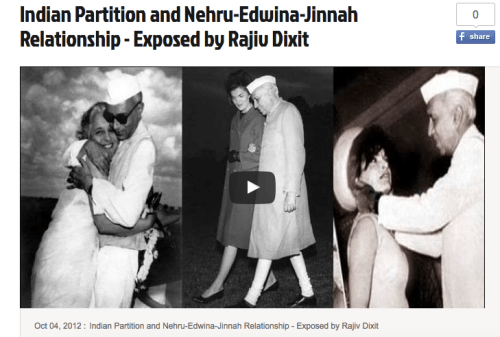 Indian Partition and Nehru-Edwina-Jinnah
Relationship - Exposed by Rajiv Dixit
0
f share
Oct 04, 2012 : Indian Partition and Nehru-Edwina-Jinnah Relationship - Exposed by Rajiv Dixit